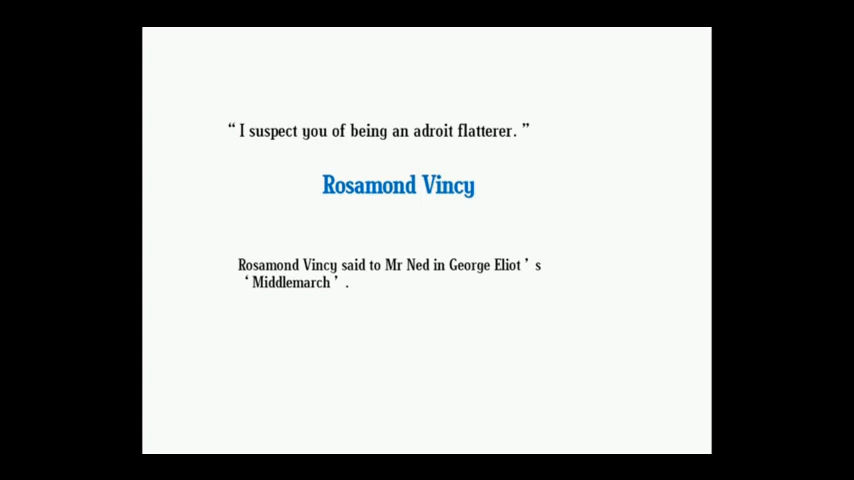 “ I suspect you of being an adroit flatterer. ”
Rosamond Vincy
Rosamond Vincy said to Mr Ned in George Eliot ’ s
‘ Middlemarch ’ .